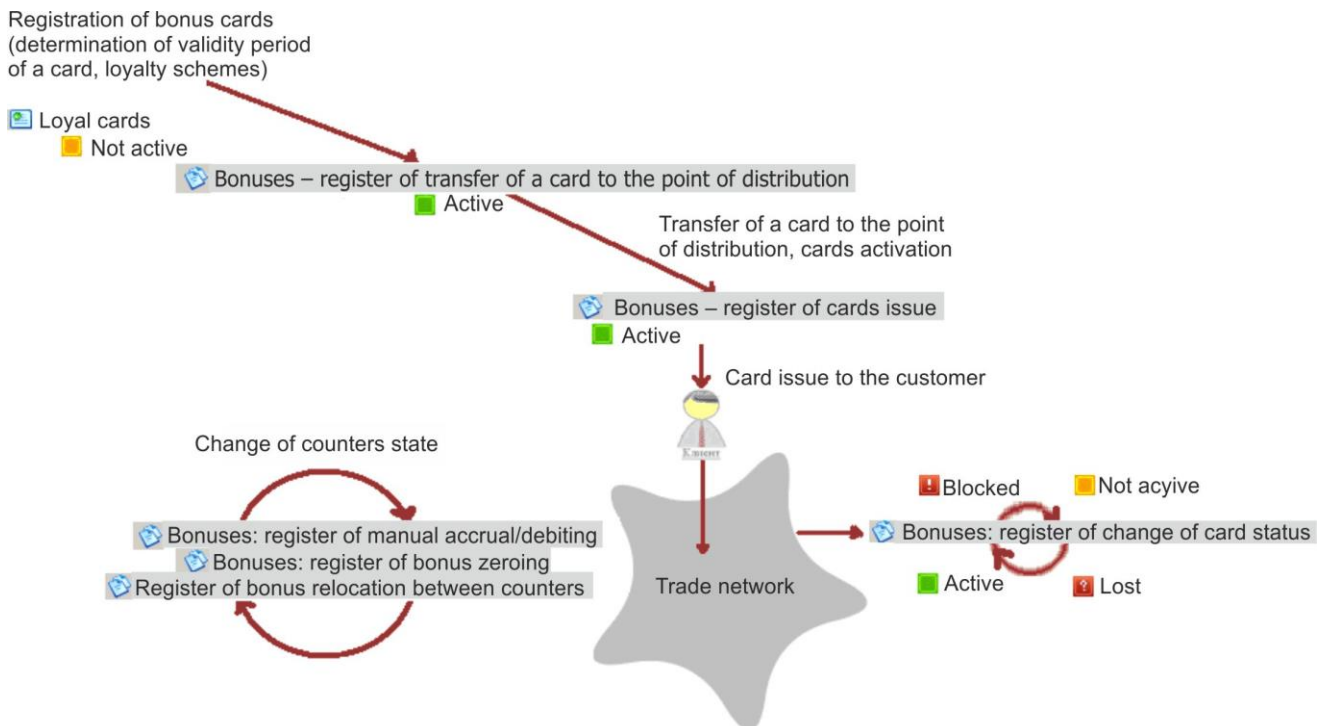 Registration of bonus cards
(determination of validity period
of a card, loyalty schemes)
Loyal cards
Not active
Bonuses – register of transfer of a card to the point of distribution
Active
Transfer of a card to the point
of distribution, cards activation
Bonuses – register of cards issue
Active
Card issue to the customer
Клиент
Change of counters state
Bonuses: register of manual accrual/debiting
Bonuses: register of bonus zeroing
Register of bonus relocation between counters
Trade network
Blocked
Not acyive
Bonuses: register of change of card status
Active
Lost